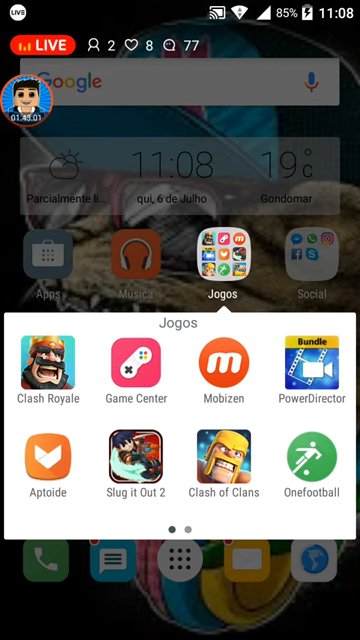 LIVE
85% 11:08
LIVE 2 8 77
Google
01:43:01
11:08 19°C
Parcialmente li... qui, 6 de Julho Gondomar
Apps Música Jogos Social
Jogos
Bundle
Clash Royale Game Center Mobizen PowerDirector
Aptoide Slug it Out 2 Clash of Clans Onefootball